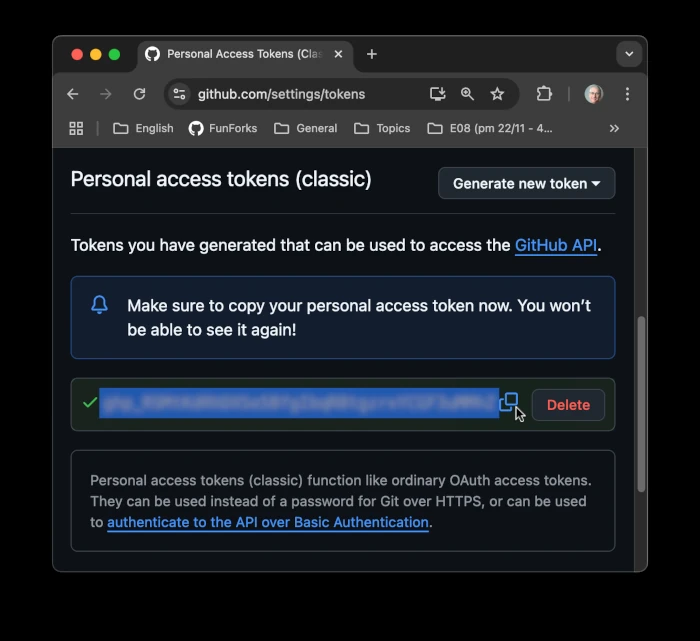 Personal Access Tokens (Cla
github.com/settings/tokens
English
FunForks
General
Topics
E08 (pm 22/11 - 4...
Personal access tokens (classic)
Generate new token
Tokens you have generated that can be used to access the GitHub API.
Make sure to copy your personal access token now. You won't
be able to see it again!
Delete
Personal access tokens (classic) function like ordinary OAuth access tokens.
They can be used instead of a password for Git over HTTPS, or can be used
to authenticate to the API over Basic Authentication.